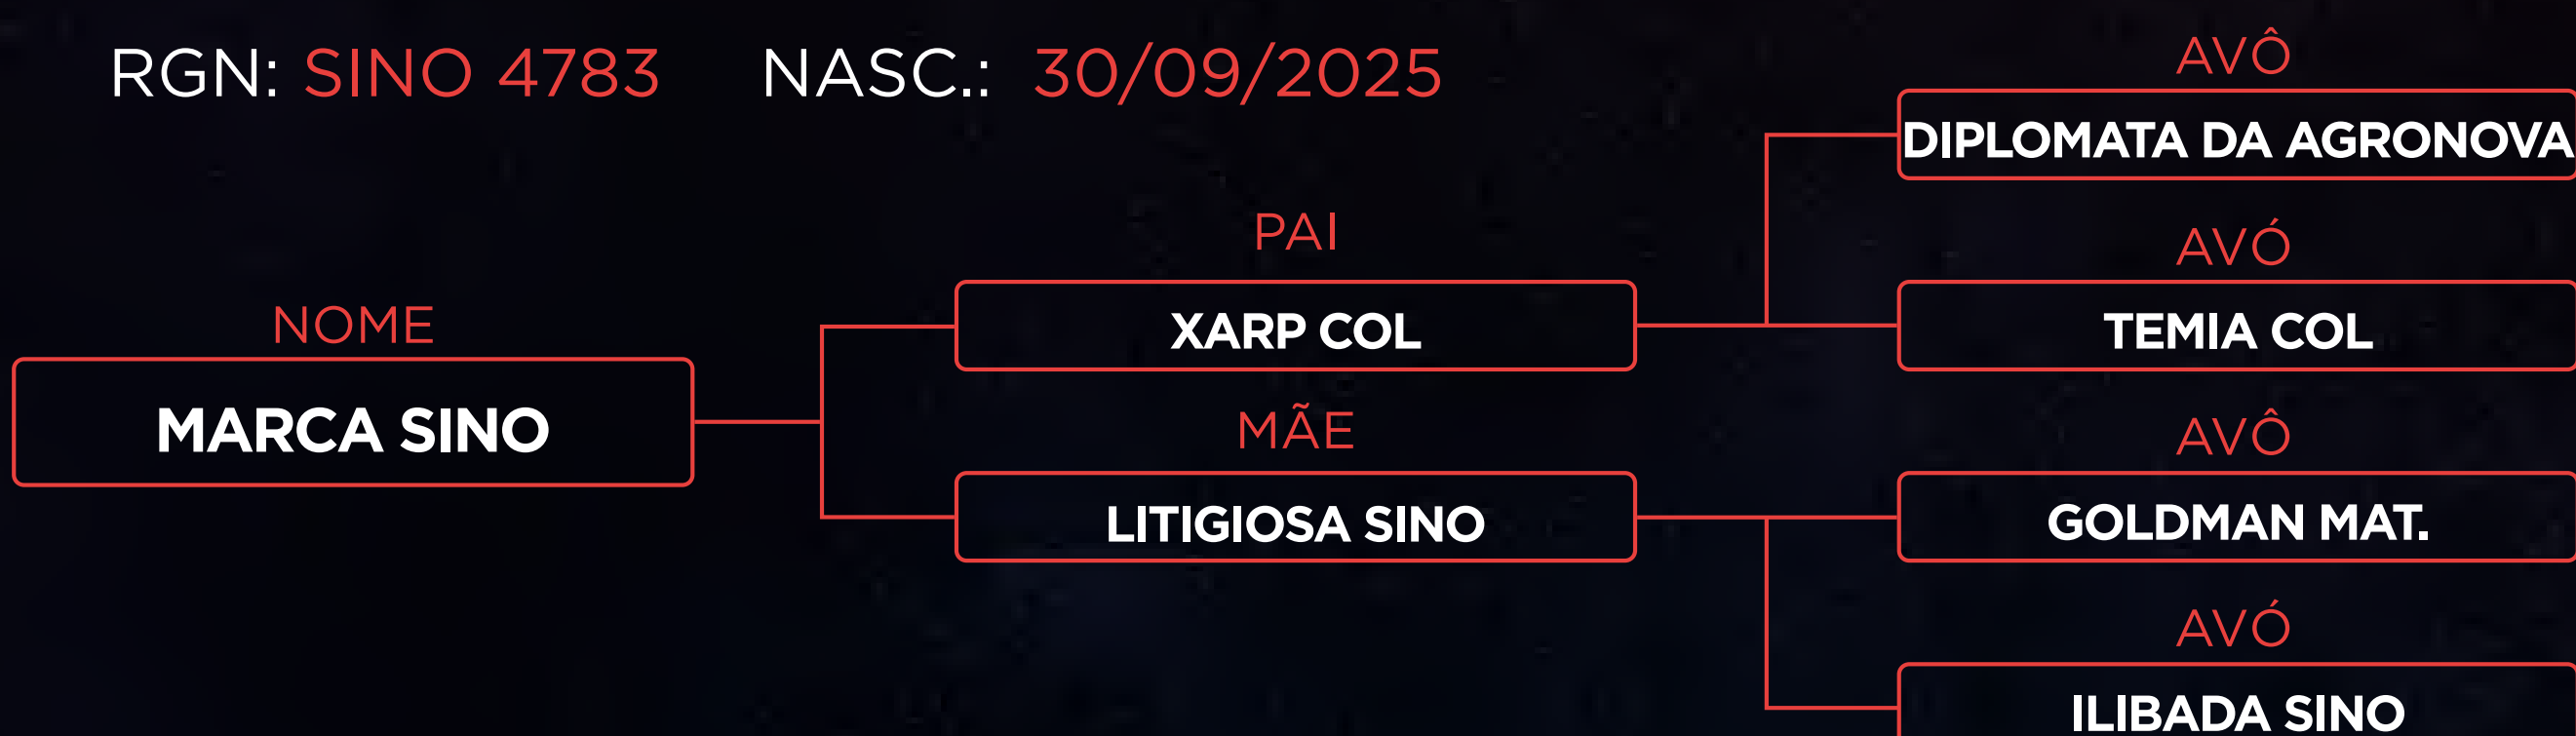 RGN: SINO 4783 NASC.: 30/09/2025
NOME
MARCA SINO
PAI
XARP COL
MÃE
LITIGIOSA SINO
AVÔ
DIPLOMATA DA AGRONOVA
AVÓ
TEMIA COL
AVÔ
GOLDMAN MAT.
AVÓ
ILIBADA SINO